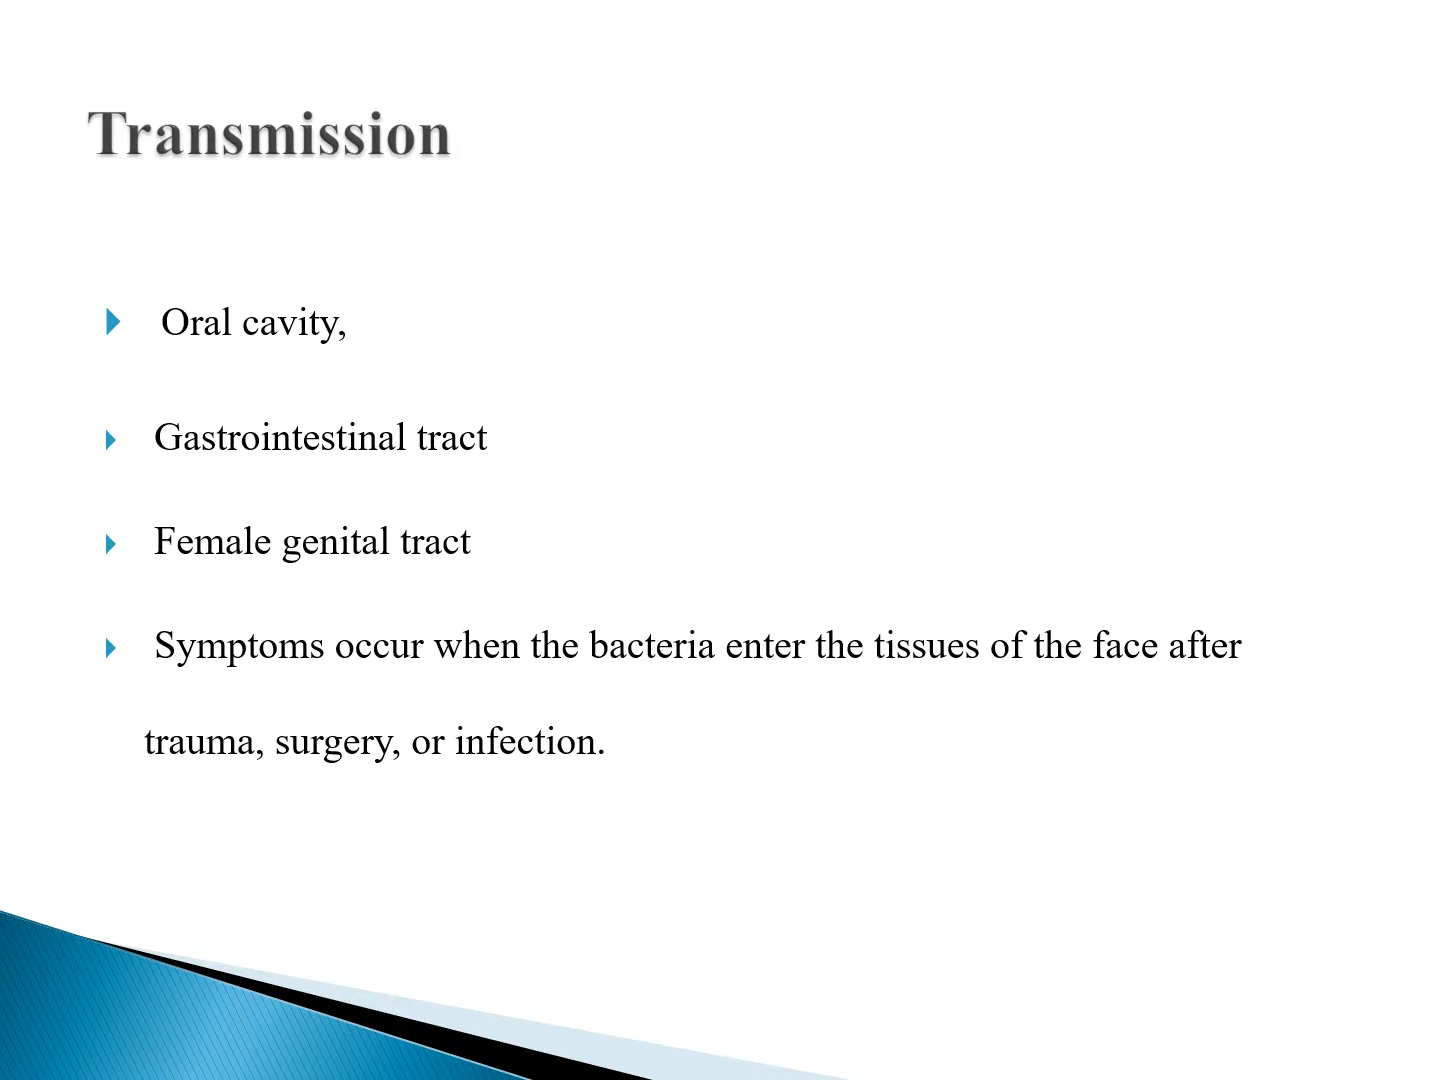 Transmission
Oral cavity,
Gastrointestinal tract
Female genital tract
Symptoms occur when the bacteria enter the tissues of the face after
trauma, surgery, or infection.